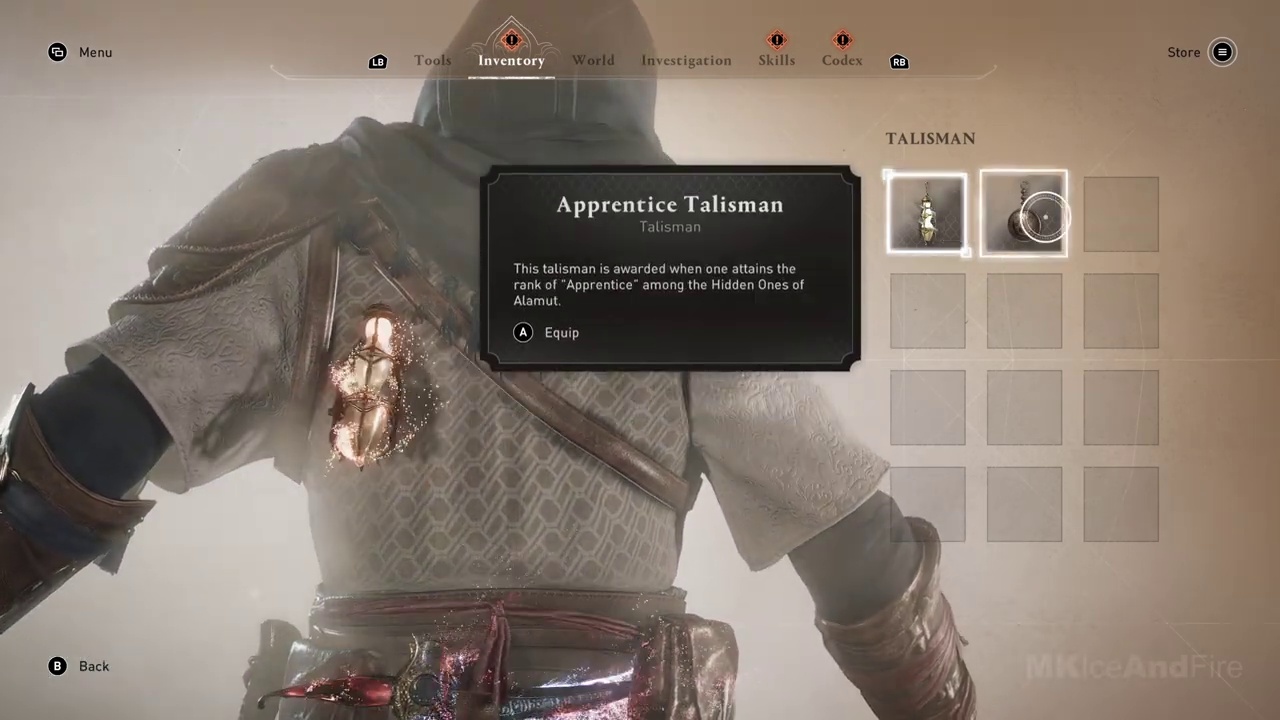 Menu
LB
Tools
Inventory
World
Investigation
Skills
Codex
RB
Store
TALISMAN
Apprentice Talisman
Talisman
This talisman is awarded when one attains the
rank of "Apprentice" among the Hidden Ones of
Alamut.
A Equip
B Back
MKIceAndFire